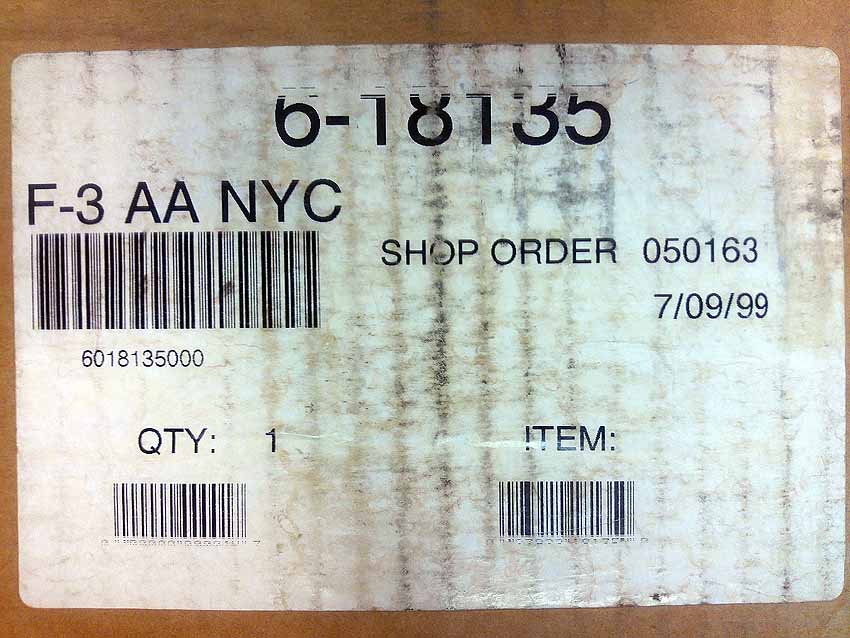 6-18135
F-3 AA NYC
SHOP ORDER 050163
7/09/99
6018135000
QTY: 1
ITEM: